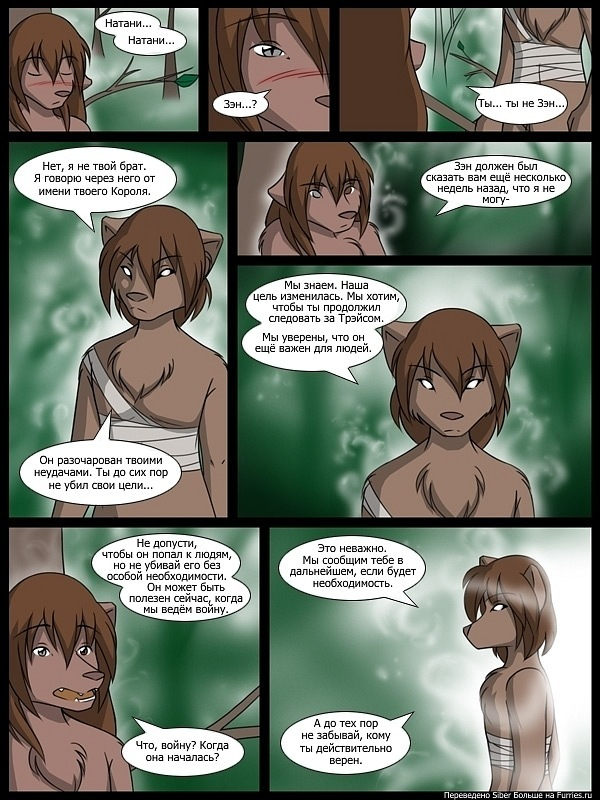 Натани...
Натани...
Зэн...?
Ты... ты не Зэн...
Нет, я не твой брат.
Я говорю через него от
имени твоего Короля.
Он разочарован твоими
неудачами. Ты до сих пор
не убил свои цели...
Зэн должен был
сказать вам ещё несколько
недель назад, что я не
могу-
Мы знаем. Наша
цель изменилась. Мы хотим,
чтобы ты продолжил
следовать за Трэйсом.
Мы уверены, что он
ещё важен для людей.
Не допусти,
чтобы он попал к людям,
но не убивай его без
особой необходимости.
Он может быть
полезен сейчас, когда
мы ведём войну.
Что, войну? Когда
она началась?
Это неважно.
Мы сообщим тебе в
дальнейшем, если будет
необходимость.
А до тех пор
не забывай, кому
ты действительно
верен.
Переведено Siber Больше на Furries.ru